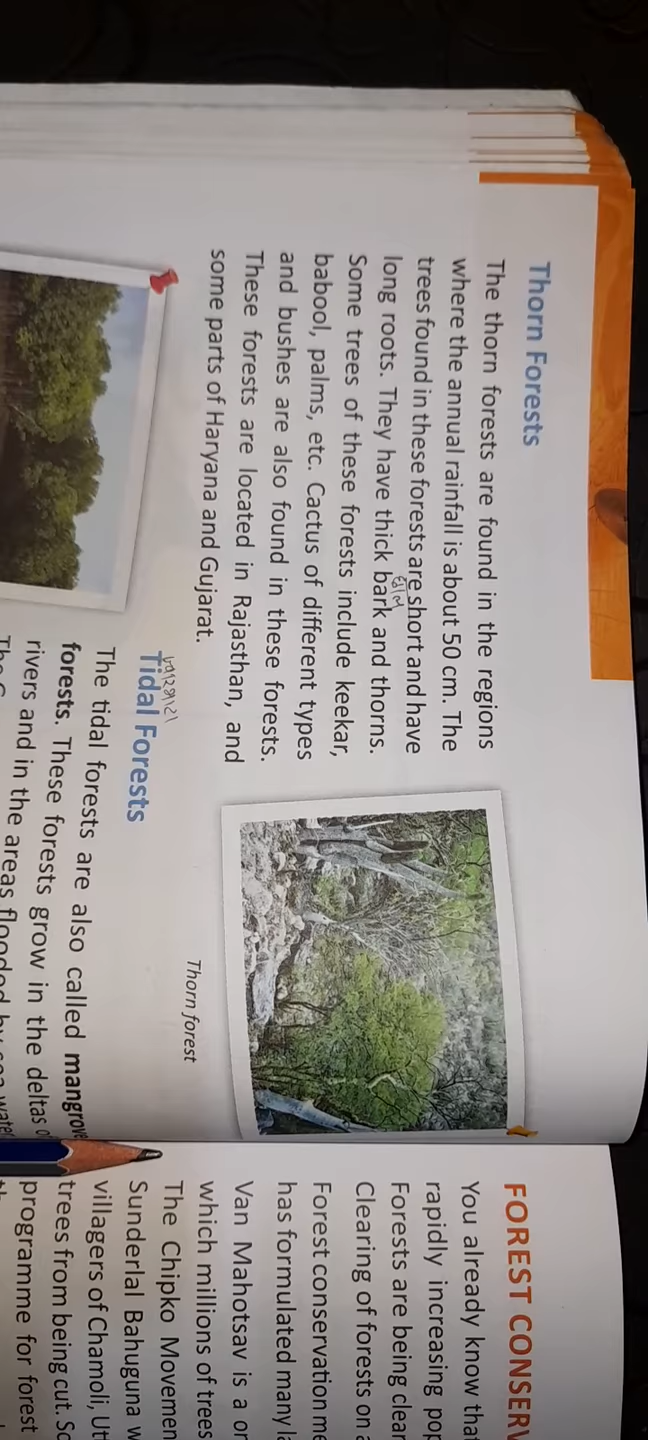 Thorn Forests
The thorn forests are found in the regions
where the annual rainfall is about 50 cm. The
trees found in these forests are short and have
long roots. They have thick bark and thorns.
Some trees of these forests include keekar,
babool, palms, etc. Cactus of different types
and bushes are also found in these forests.
These forests are located in Rajasthan, and
some parts of Haryana and Gujarat.
Thorn forest
Tidal Forests
The tidal forests are also called mangrove
forests. These forests grow in the deltas
rivers and in the areas flooded by sea water
FOREST CONSERV
You already know that
rapidly increasing pop
Forests are being clear
Clearing of forests on a
Forest conservation me
has formulated many la
Van Mahotsav is a
which millions of trees
The Chipko Movemen
Sunderlal Bahuguna w
villagers of Chamoli, Ut
trees from being cut. So
programme for forest